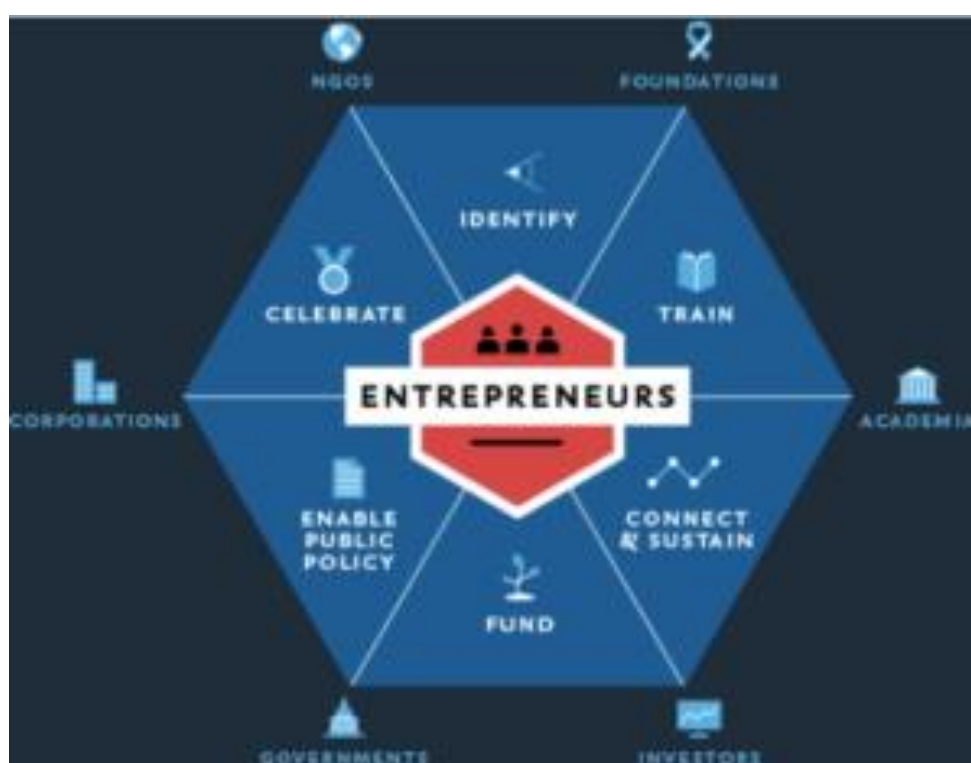 NGOS
FOUNDATIONS
IDENTIFY
CELEBRATE
TRAIN
ENTREPRENEURS
CORPORATIONS
ACADEMIA
ENABLE
PUBLIC
POLICY
CONNECT
& SUSTAIN
FUND
GOVERNMENTS
INVESTORS